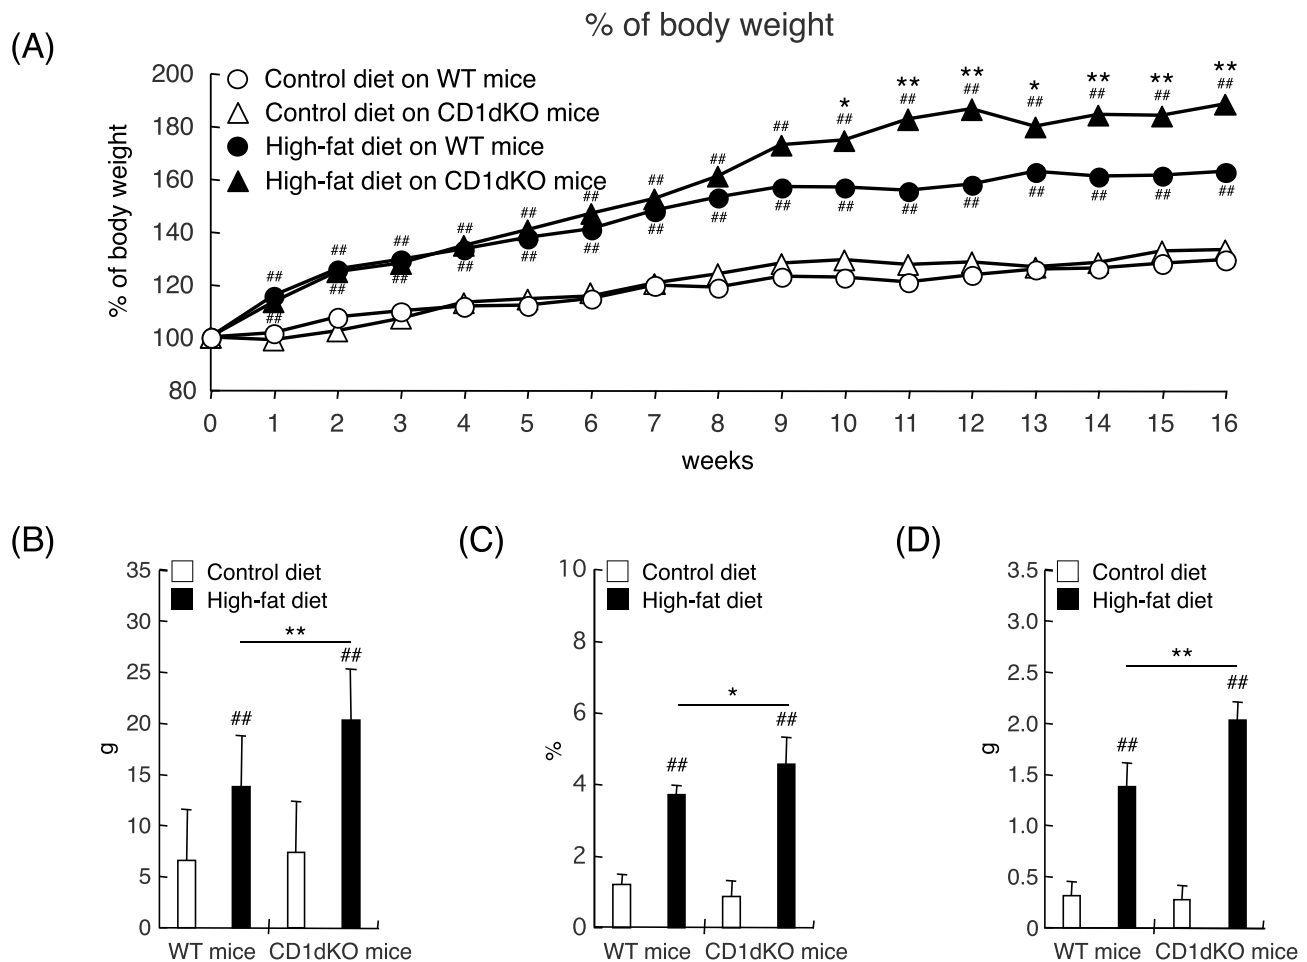 % of body weight
(A)
200
180
160
140
120
100
80
% of body weight
Control diet on WT mice
Control diet on CD1dKO mice
High-fat diet on WT mice
High-fat diet on CD1dKO mice
* ** ** * ** ** **
## ## ## ## ## ## ## ## ## ## ## ## ## ## ## ##
## ## ## ## ## ## ## ## ## ## ## ## ## ## ## ##
0 1 2 3 4 5 6 7 8 9 10 11 12 13 14 15 16
weeks
(B)
35
30
25
20
15
10
5
0
g
Control diet
High-fat diet
**
##
##
WT mice CD1dKO mice
(C)
10
8
6
4
2
0
%
Control diet
High-fat diet
*
##
##
WT mice CD1dKO mice
(D)
3.5
3.0
2.5
2.0
1.5
1.0
0.5
0
g
Control diet
High-fat diet
**
##
##
WT mice CD1dKO mice